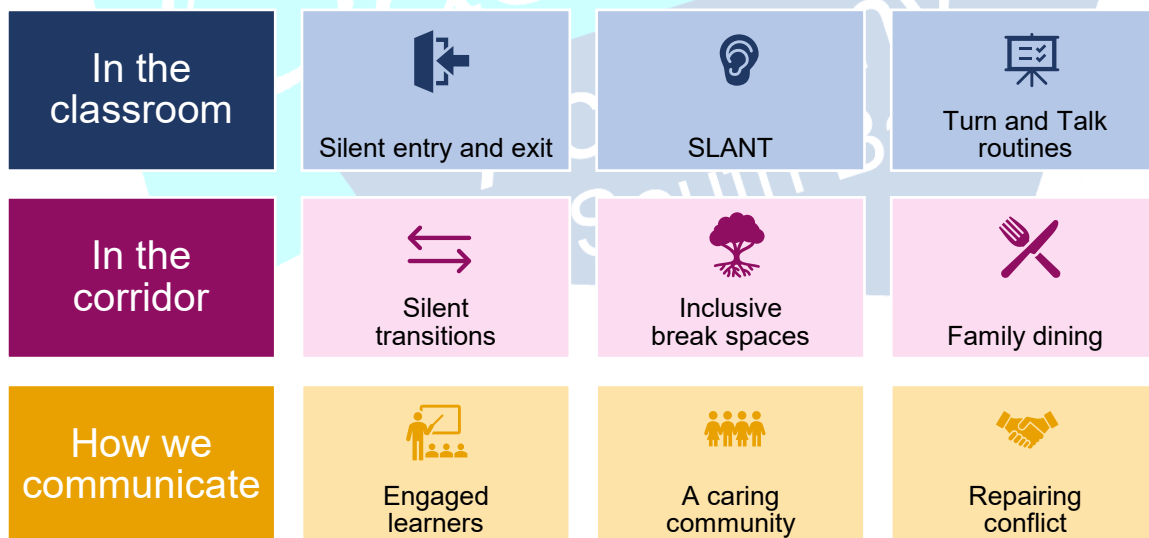 In the
classroom
Silent entry and exit
SLANT
Turn and Talk
routines
In the
corridor
Silent
transitions
Inclusive
break spaces
Family dining
How we
communicate
Engaged
learners
A caring
community
Repairing
conflict